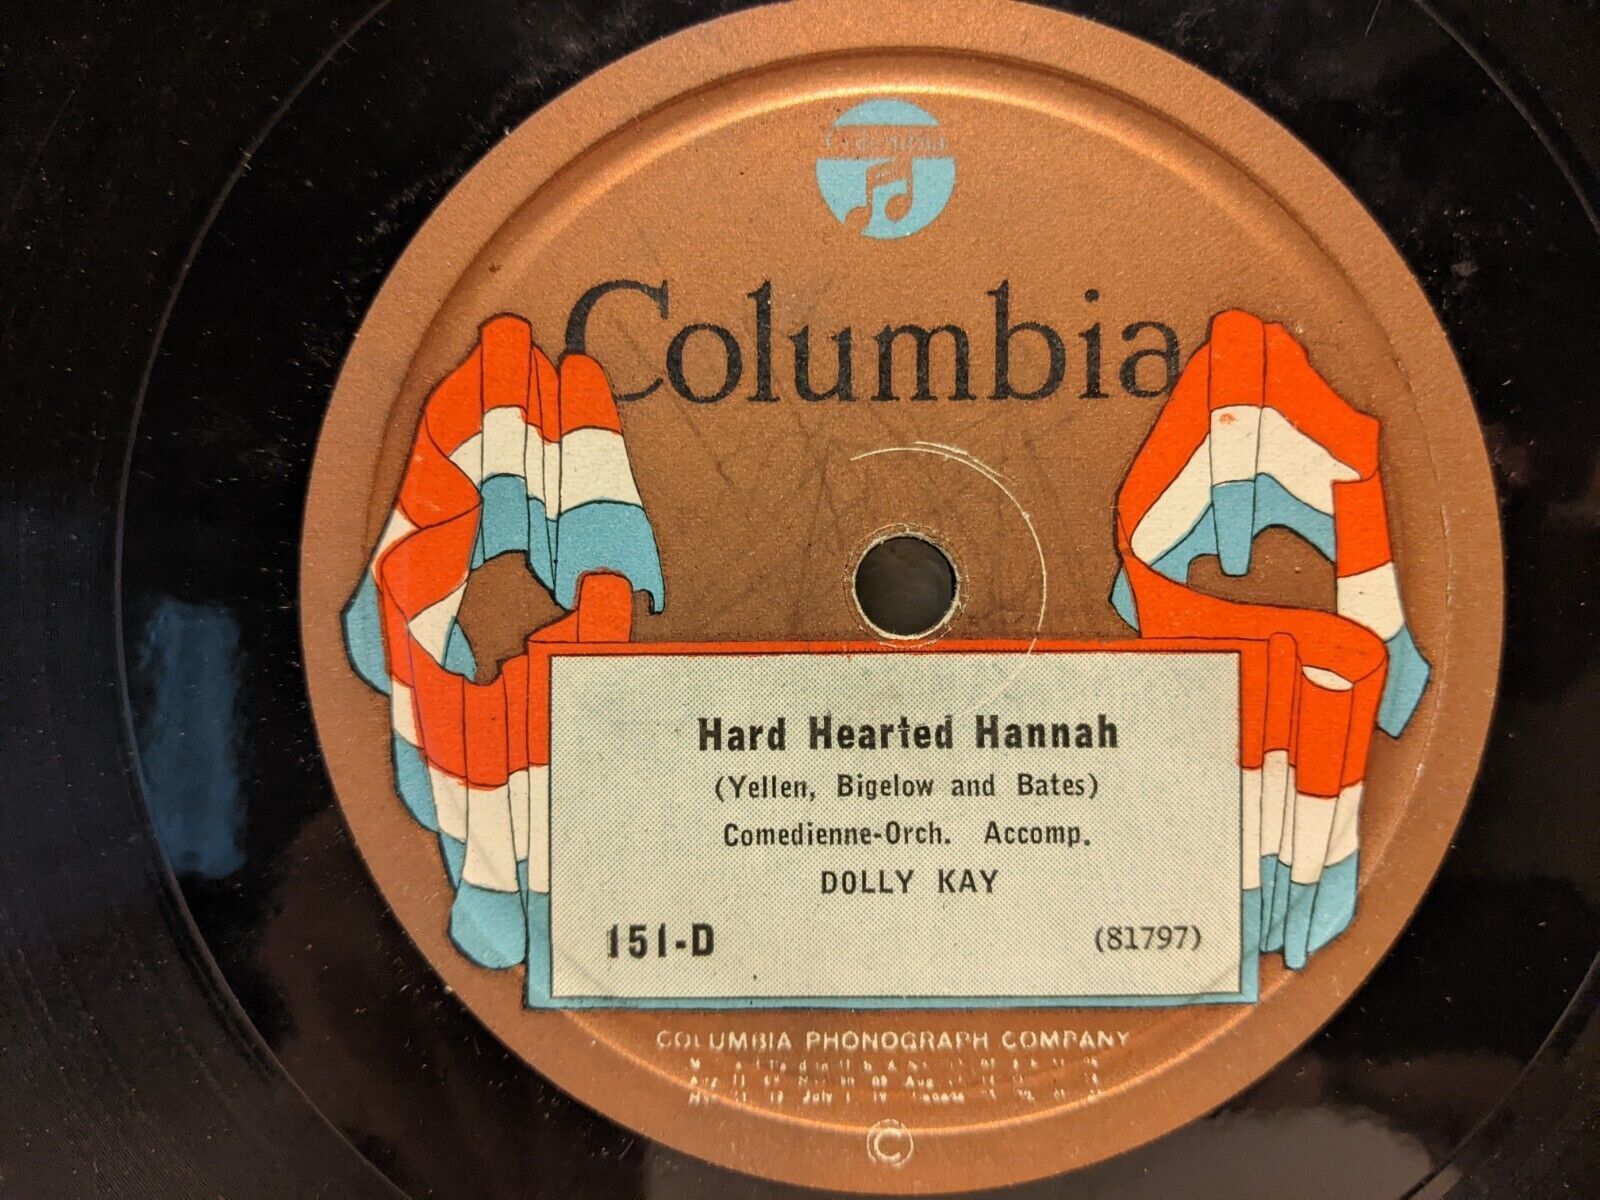 Columbia
Hard Hearted Hannah
(Yellen, Bigelow and Bates)
Comedienne-Orch. Accomp.
DOLLY KAY
151-D (81797)
COLUMBIA PHONOGRAPH COMPANY
©